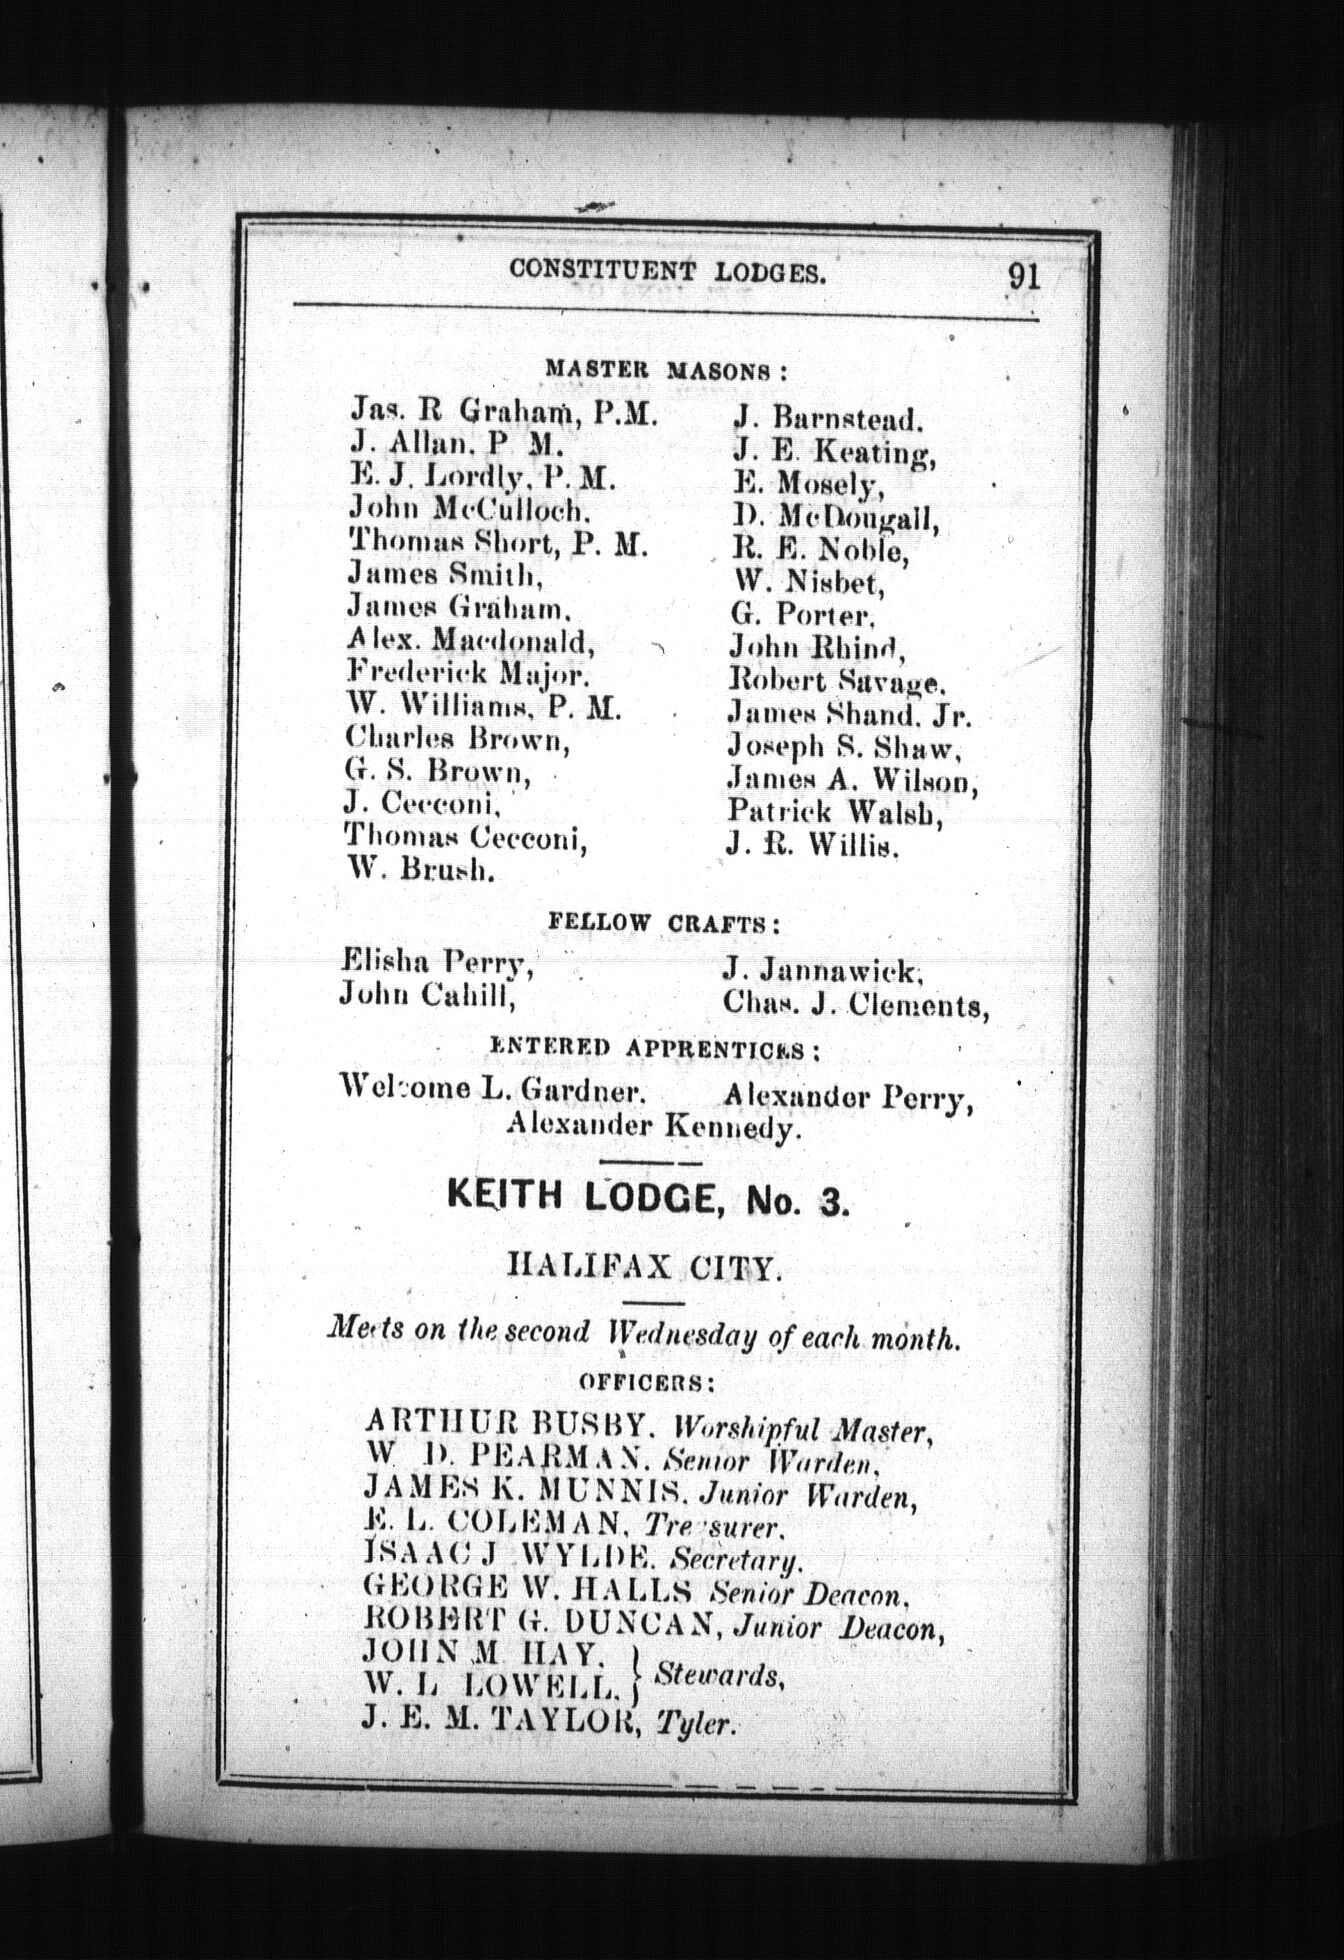 CONSTITUENT LODGES. 91
MASTER MASONS :
Jas. R Graham, P.M.
J. Allan. P M.
E. J. Lordly, P. M.
John McCulloch.
Thomas Short, P. M.
James Smith,
James Graham.
Alex. Macdonald,
Frederick Major.
W. Williams, P. M.
Charles Brown,
G. S. Brown,
J. Cecconi,
Thomas Cecconi,
W. Brush.
J. Barnstead.
J. E. Keating,
E. Mosely,
D. McDougall,
R. E. Noble,
W. Nisbet,
G. Porter,
John Rhind,
Robert Savage.
James Shand. Jr.
Joseph S. Shaw,
James A. Wilson,
Patrick Walsh,
J. R. Willis.
FELLOW CRAFTS :
Elisha Perry,
John Cahill,
J. Jannawick,
Chas. J. Clements,
ENTERED APPRENTICES :
Welcome L. Gardner. Alexander Perry,
Alexander Kennedy.
KEITH LODGE, No. 3.
HALIFAX CITY.
Meets on the second Wednesday of each month.
OFFICERS:
ARTHUR BUSBY. Worshipful Master,
W D. PEARMAN. Senior Warden,
JAMES K. MUNNIS. Junior Warden,
E. L. COLEMAN, Treasurer.
ISAAC J WYLDE. Secretary.
GEORGE W. HALLS Senior Deacon,
ROBERT G. DUNCAN, Junior Deacon,
JOHN M HAY. } Stewards,
W. L LOWELL. }
J. E. M. TAYLOR, Tyler.